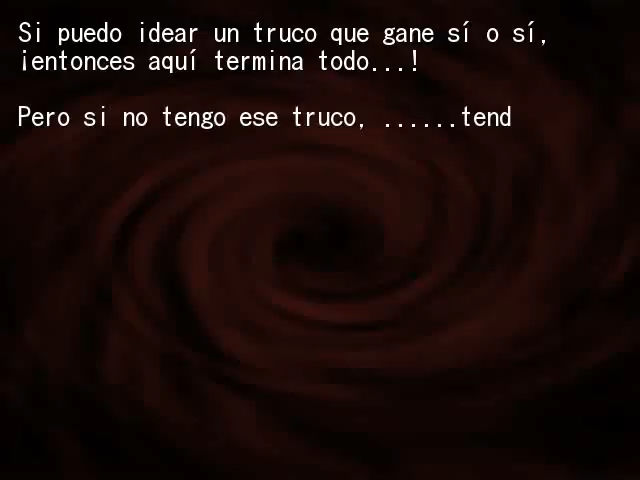 Si puedo idear un truco que gane sí o sí,
¡entonces aquí termina todo...!
Pero si no tengo ese truco, ......tend